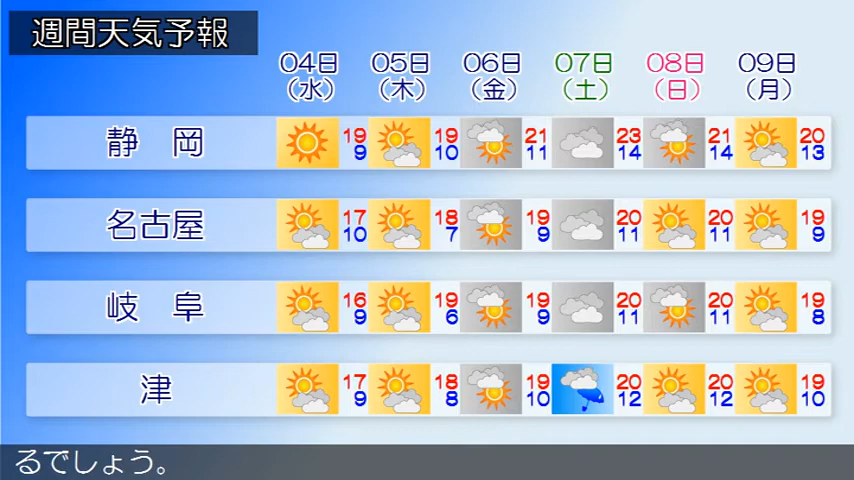 週間天気予報
04日 05日 06日 07日 08日 09日
（水） （木） （金） （土） （日） （月）
静岡 19 9 19 10 21 11 23 14 21 14 20 13
名古屋 17 10 18 7 19 9 20 11 20 11 19 9
岐阜 16 9 19 6 19 9 20 11 20 11 19 8
津 17 9 18 8 19 10 20 12 20 12 19 10
るでしょう。